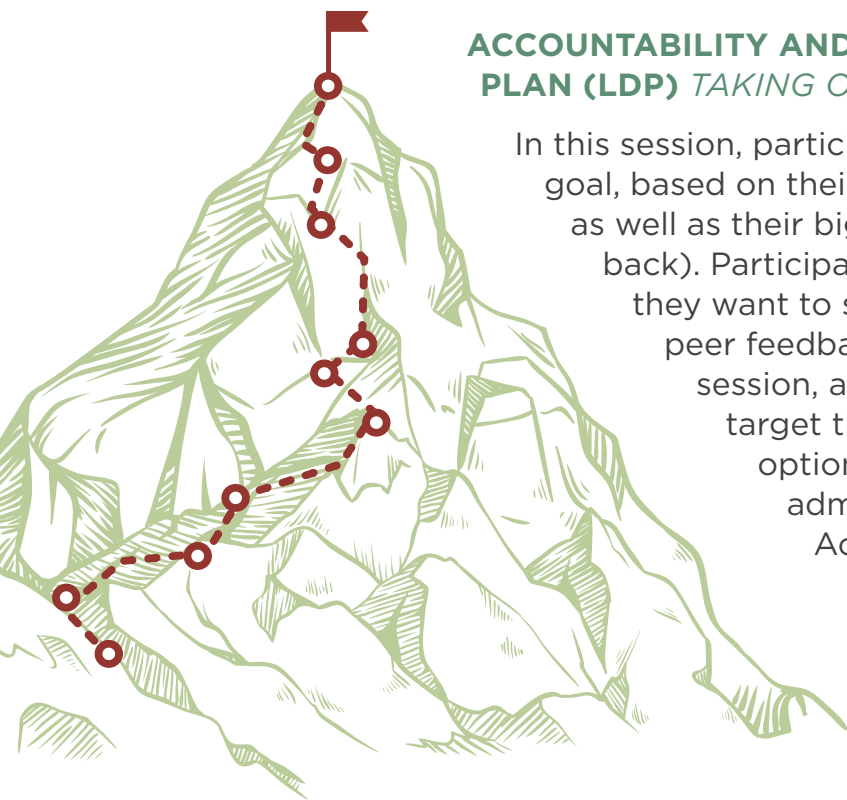 ACCOUNTABILITY AND
PLAN (LDP) TAKING
In this session, partic
goal, based on thei
as well as their big
back). Participa
they want to s
peer feedba
session, a
target t
option
adm
Ac